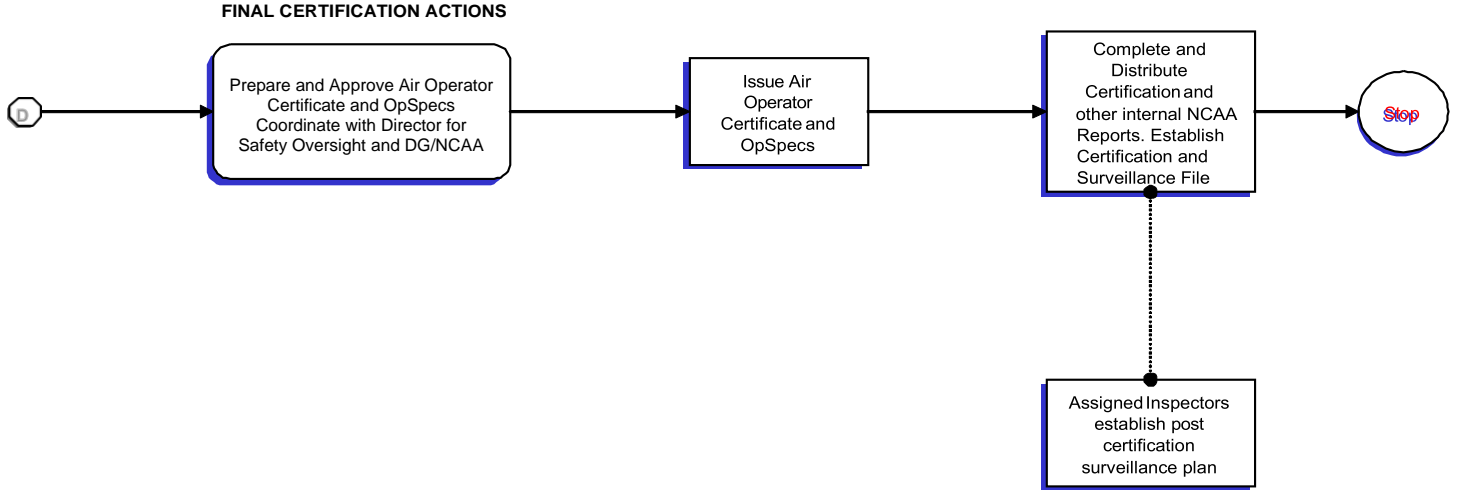 FINAL CERTIFICATION ACTIONS
D
Prepare and Approve Air Operator
Certificate and OpSpecs
Coordinate with Director for
Safety Oversight and DG/NCAA
Issue Air
Operator
Certificate and
OpSpecs
Complete and
Distribute
Certification and
other internal NCAA
Reports. Establish
Certification and
Surveillance File
Stop
Assigned Inspectors
establish post
certification
surveillance plan